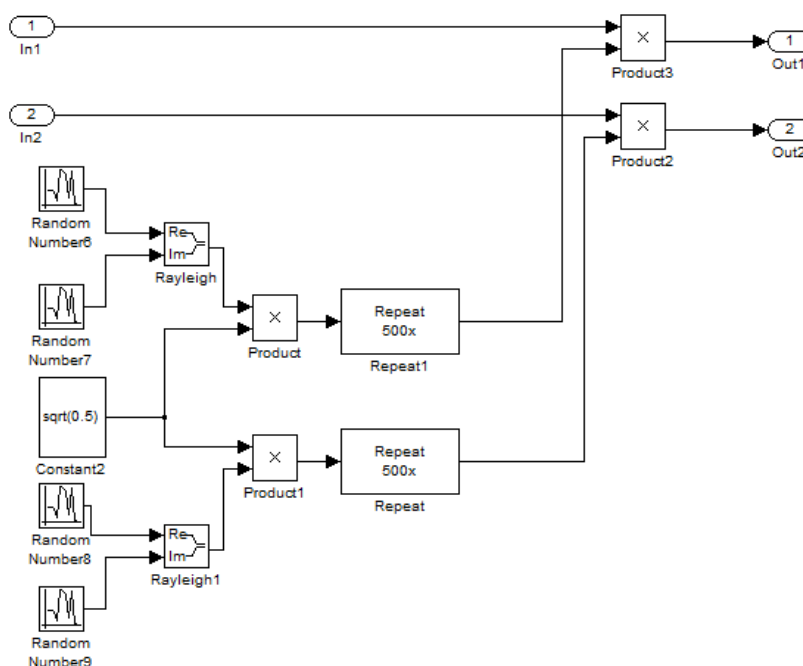 1
In1
×
Product3
1
Out1
2
In2
×
Product2
2
Out2
Random
Number6
Re
Im
Rayleigh
Random
Number7
×
Product
Repeat
500x
Repeat1
sqrt(0.5)
Constant2
×
Product1
Repeat
500x
Repeat
Random
Number8
Re
Im
Rayleigh1
Random
Number9